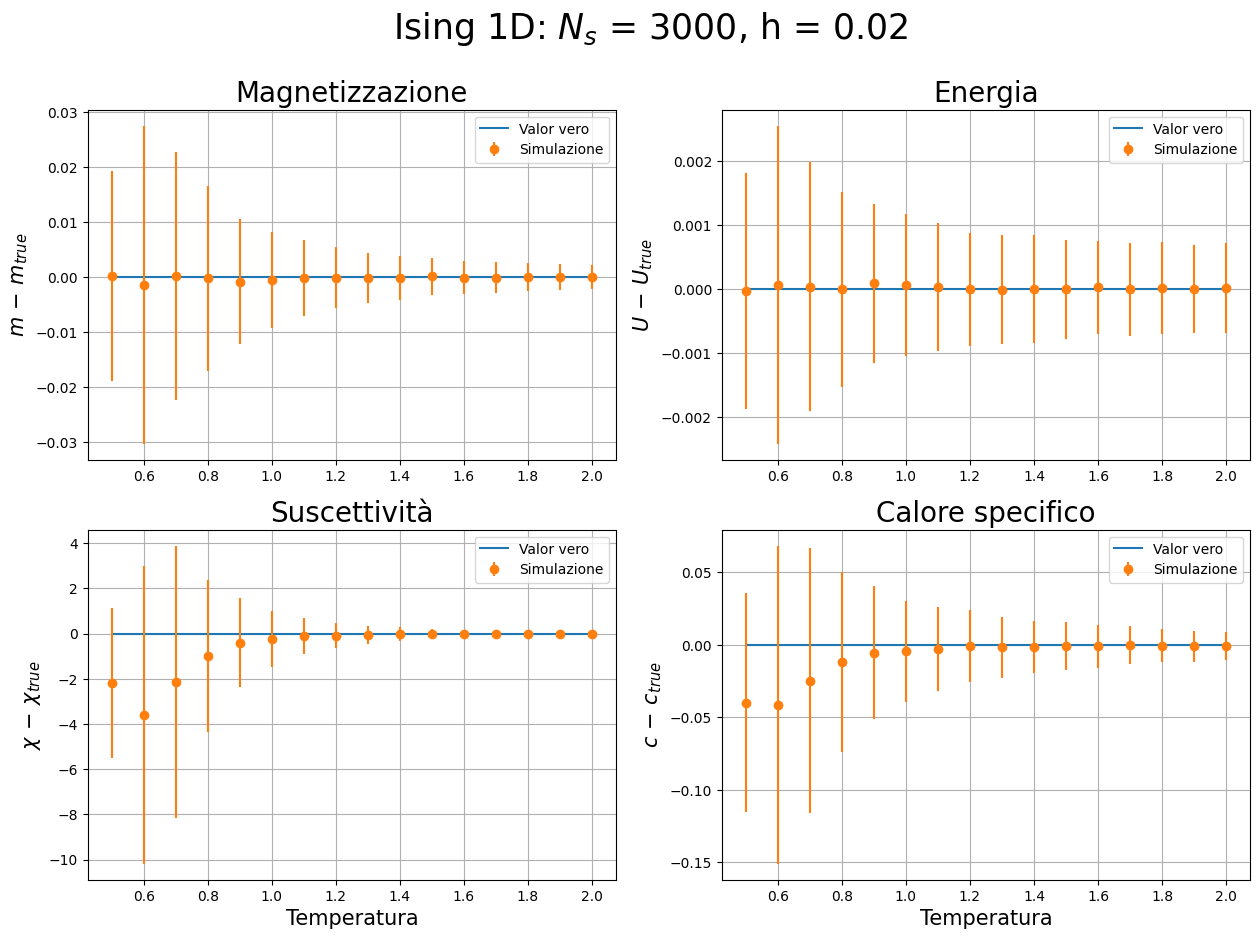 Ising 1D: Nₛ = 3000, h = 0.02
Magnetizzazione
0.03
0.02
0.01
0.00
−0.01
−0.02
−0.03
m − m_true
Valor vero
Simulazione
0.6 0.8 1.0 1.2 1.4 1.6 1.8 2.0
Energia
0.002
0.001
0.000
−0.001
−0.002
U − U_true
Valor vero
Simulazione
0.6 0.8 1.0 1.2 1.4 1.6 1.8 2.0
Suscettività
4
2
0
−2
−4
−6
−8
−10
χ − χ_true
Valor vero
Simulazione
0.6 0.8 1.0 1.2 1.4 1.6 1.8 2.0
Temperatura
Calore specifico
0.05
0.00
−0.05
−0.10
−0.15
c − c_true
Valor vero
Simulazione
0.6 0.8 1.0 1.2 1.4 1.6 1.8 2.0
Temperatura